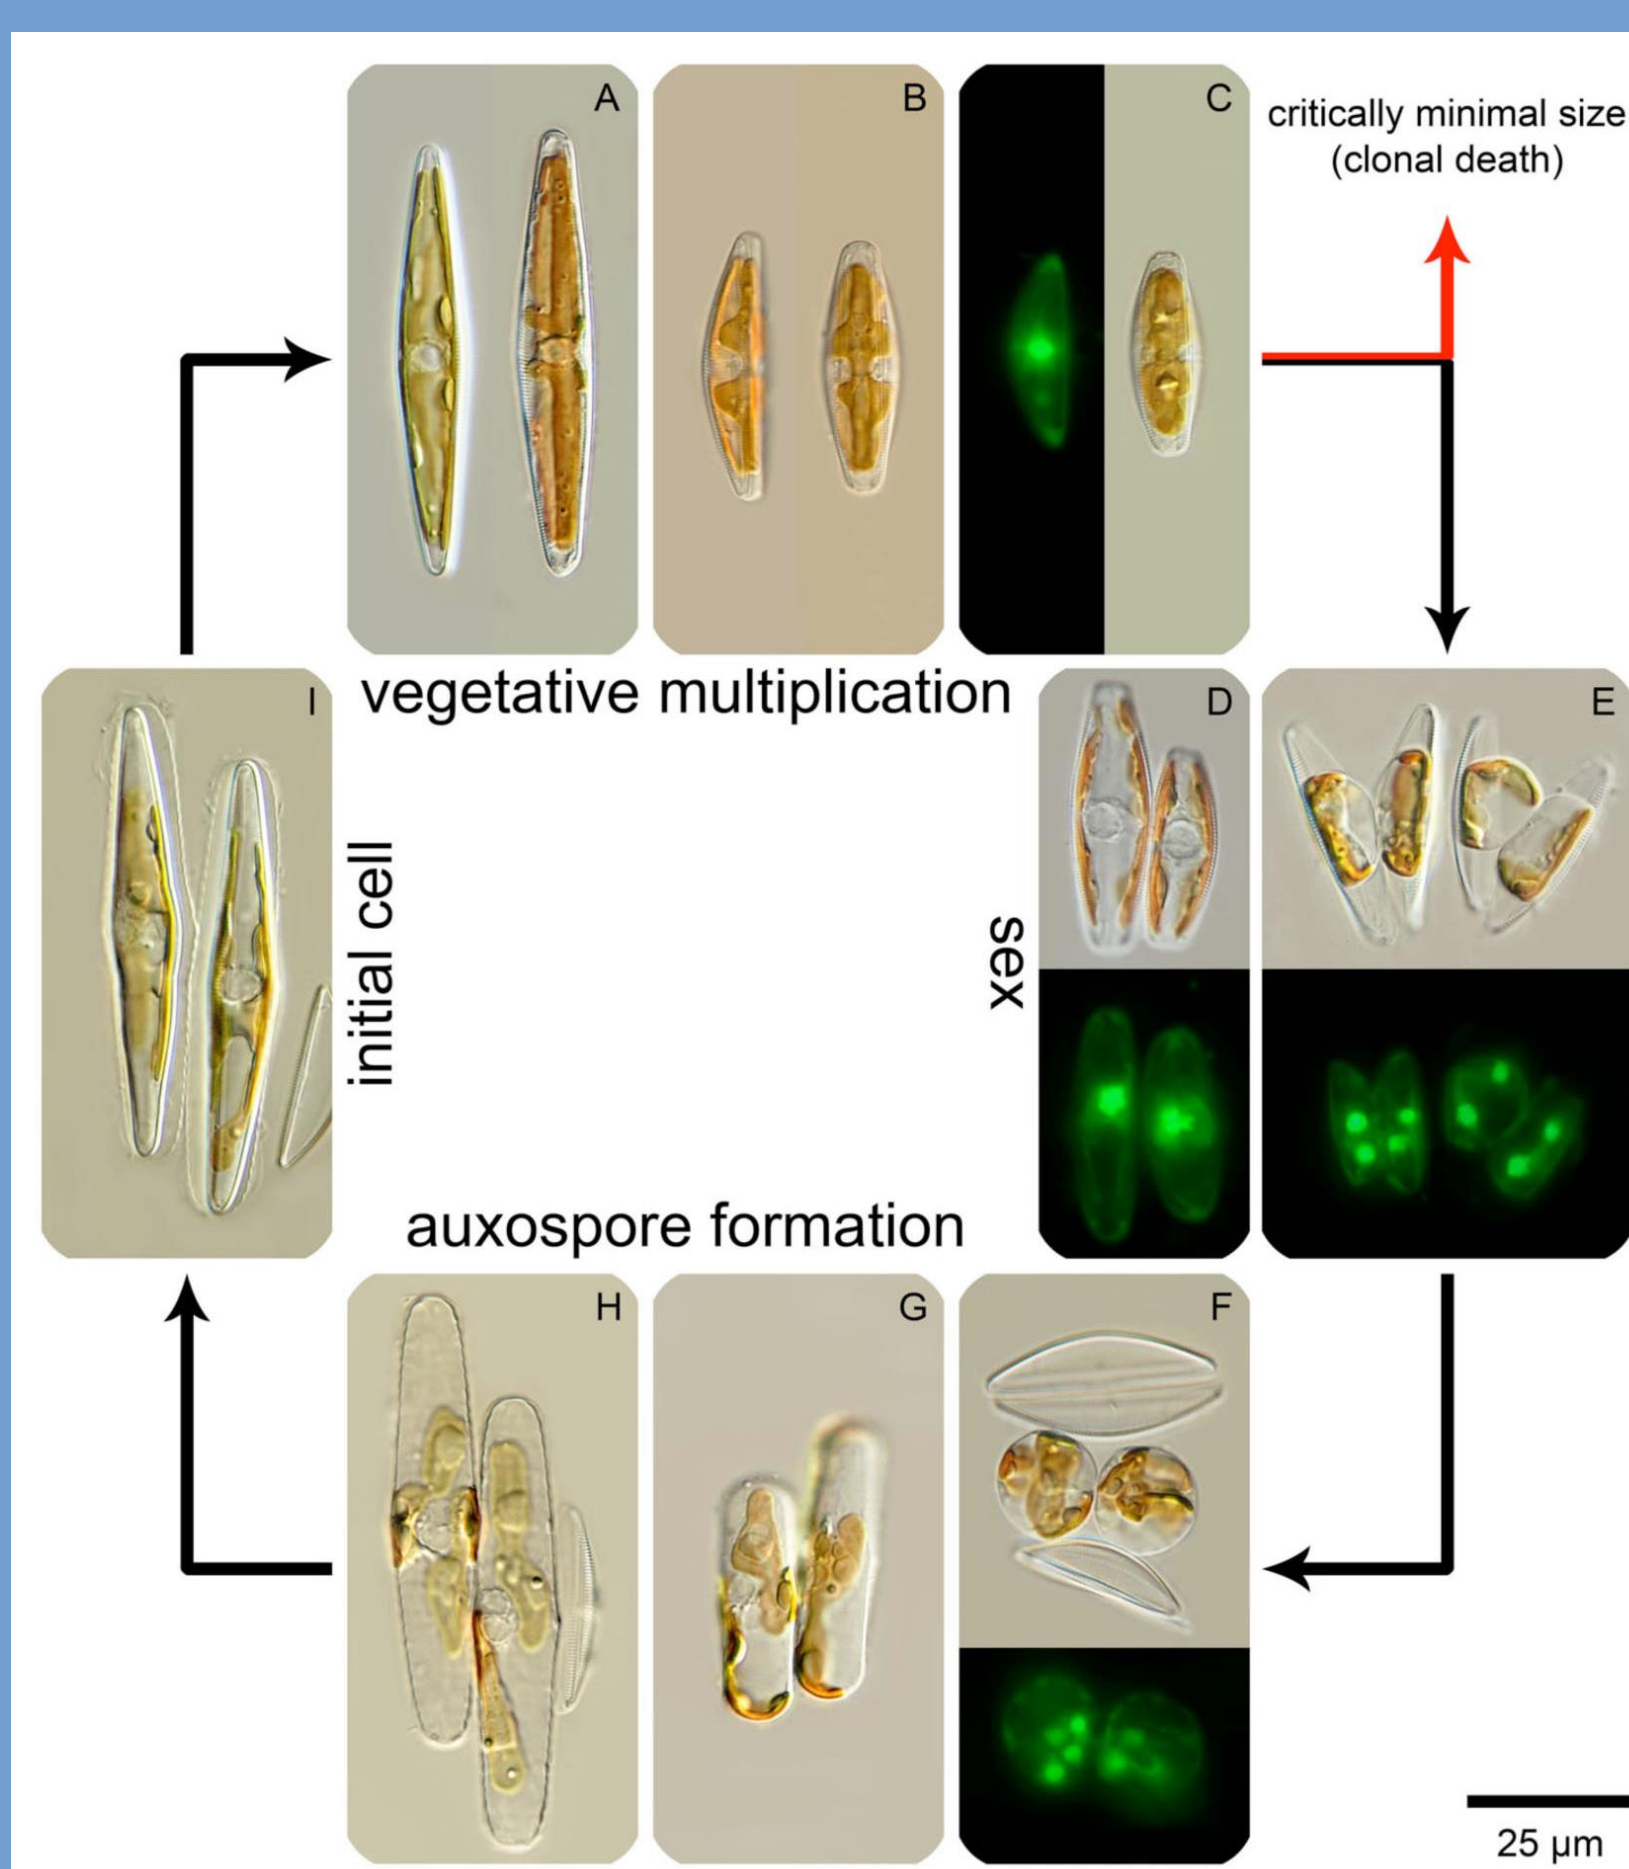 A
B
C
critically minimal size
(clonal death)
I
vegetative multiplication
D
E
initial cell
sex
auxospore formation
H
G
F
25 µm